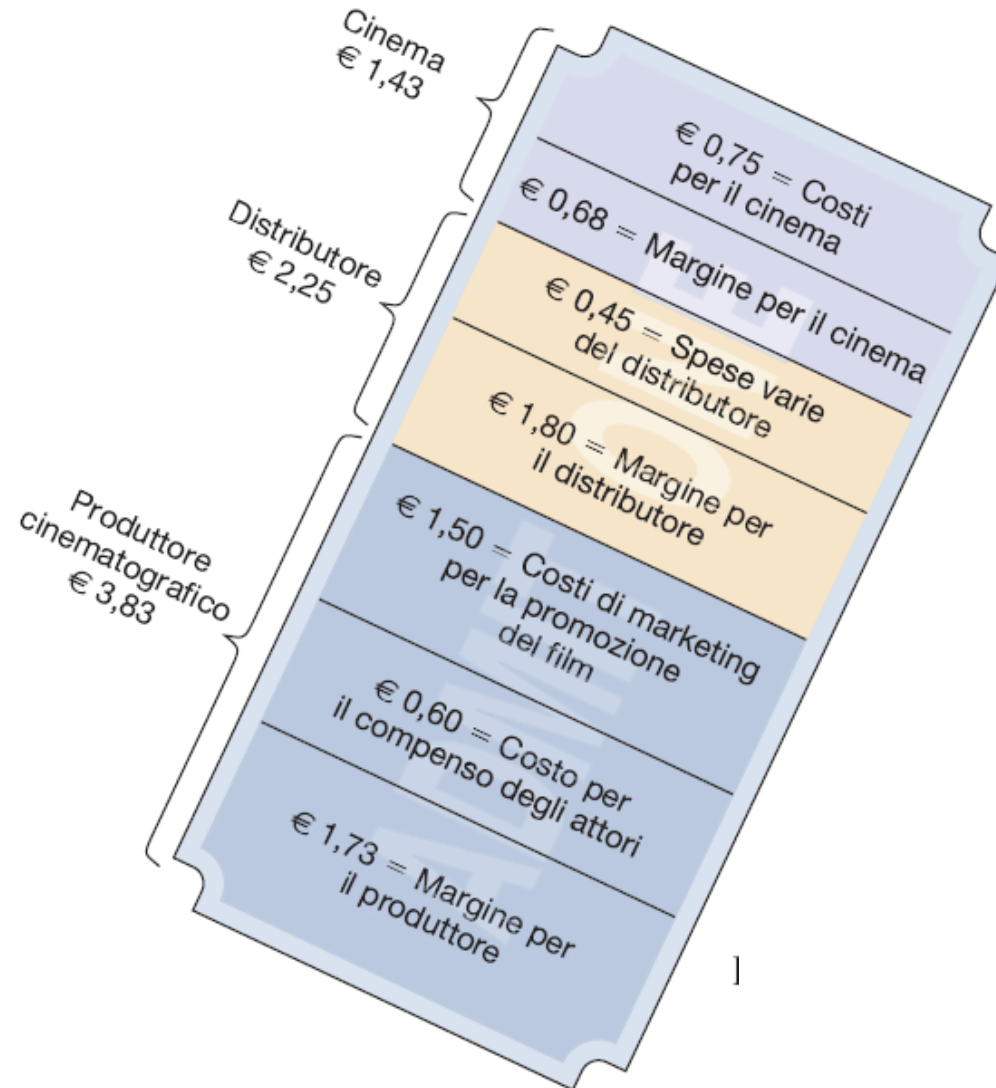 Cinema
€ 1,43
€ 0,75 = Costi
per il cinema
€ 0,68 = Margine per il cinema
Distributore
€ 2,25
€ 0,45 = Spese varie
del distributore
€ 1,80 = Margine per
il distributore
Produttore
cinematografico
€ 3,83
€ 1,50 = Costi di marketing
per la promozione
del film
€ 0,60 = Costo per
il compenso degli attori
€ 1,73 = Margine per
il produttore
]